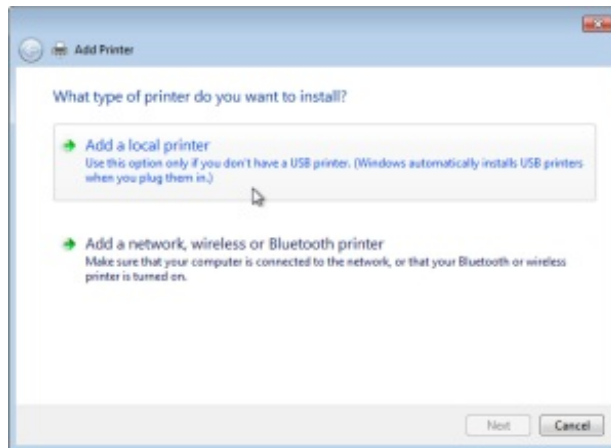 Add Printer
What type of printer do you want to install?
Add a local printer
Use this option only if you don't have a USB printer. (Windows automatically installs USB printers
when you plug them in.)
Add a network, wireless or Bluetooth printer
Make sure that your computer is connected to the network, or that your Bluetooth or wireless
printer is turned on.
Next
Cancel